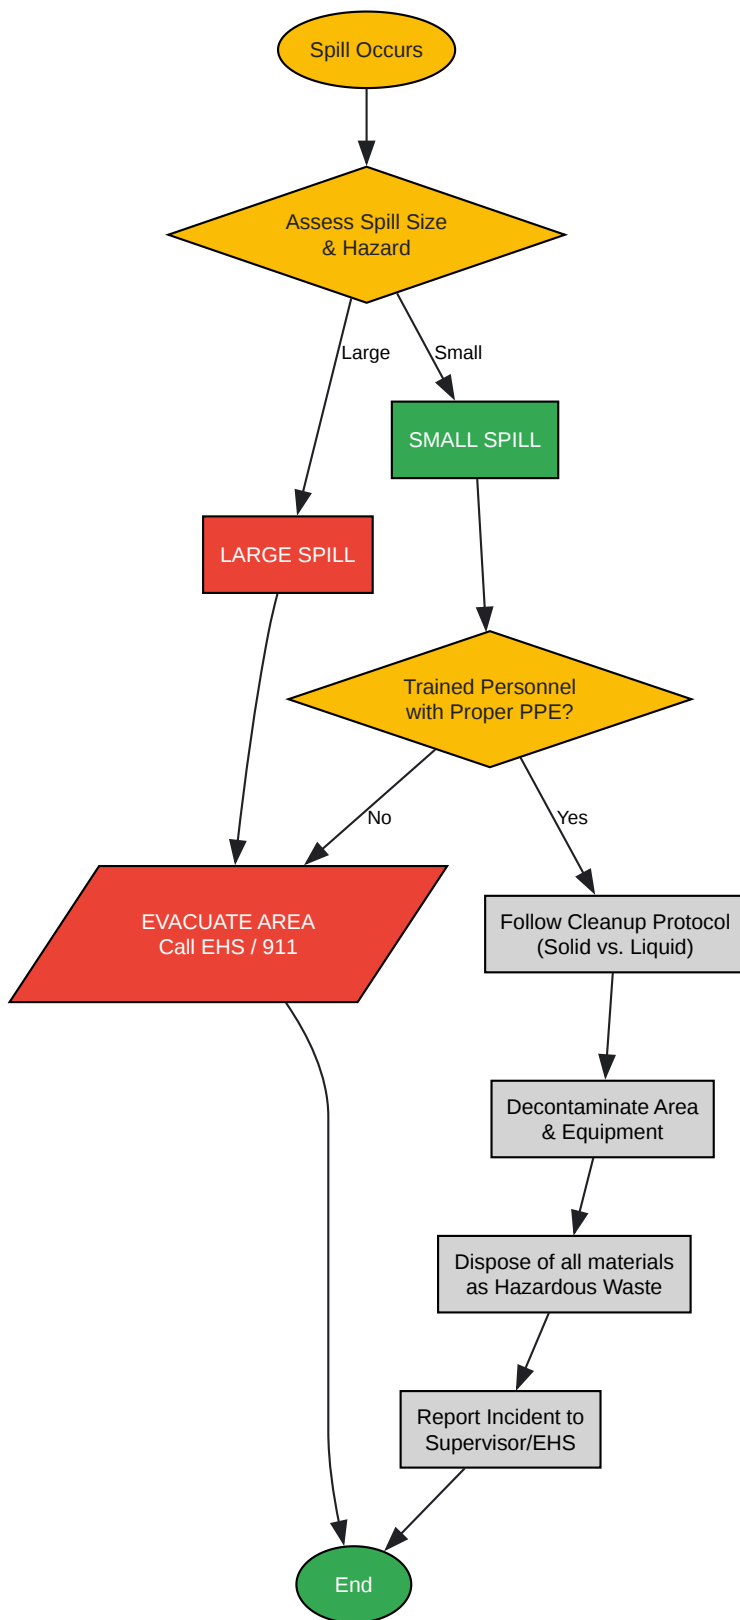 Spill Occurs
Assess Spill Size
& Hazard
Large
Small
SMALL SPILL
LARGE SPILL
Trained Personnel
with Proper PPE?
No
Yes
EVACUATE AREA
Call EHS / 911
Follow Cleanup Protocol
(Solid vs. Liquid)
Decontaminate Area
& Equipment
Dispose of all materials
as Hazardous Waste
Report Incident to
Supervisor/EHS
End